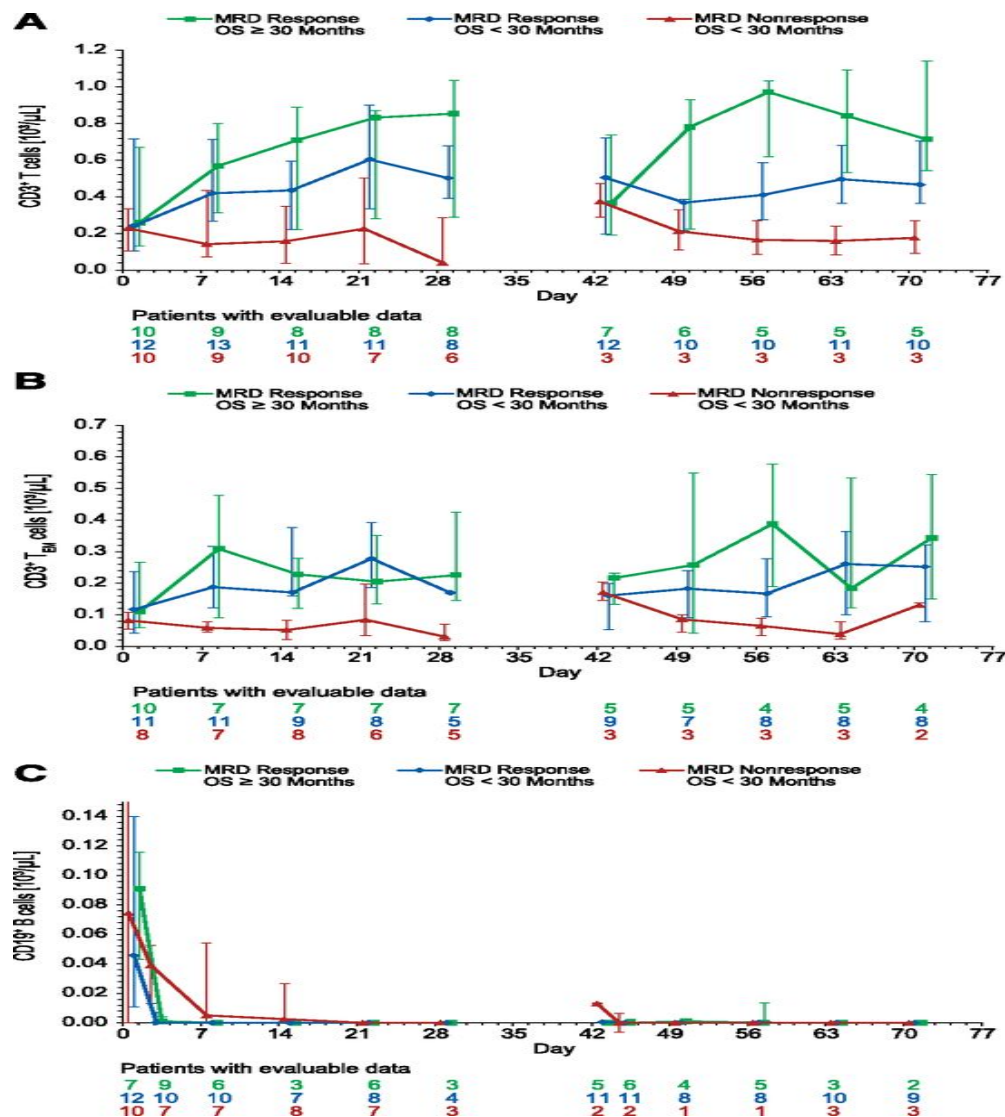 A
MRD Response OS ≥ 30 Months
MRD Response OS < 30 Months
MRD Nonresponse OS < 30 Months
CD3⁺ T cells [10³/µL]
1.2
1.0
0.8
0.6
0.4
0.2
0.0
0 7 14 21 28 35 42 49 56 63 70 77
Day
Patients with evaluable data
10 9 8 8 8 7 6 5 5 5
12 13 11 11 8 12 10 10 11 10
10 9 10 7 6 3 3 3 3 3
B
MRD Response OS ≥ 30 Months
MRD Response OS < 30 Months
MRD Nonresponse OS < 30 Months
CD3⁺ T_EM cells [10³/µL]
0.7
0.6
0.5
0.4
0.3
0.2
0.1
0.0
0 7 14 21 28 35 42 49 56 63 70 77
Day
Patients with evaluable data
10 7 7 7 7 5 5 4 5 4
11 11 9 8 5 9 7 8 8 8
8 7 8 6 5 3 3 3 3 2
C
MRD Response OS ≥ 30 Months
MRD Response OS < 30 Months
MRD Nonresponse OS < 30 Months
CD19⁺ B cells [10³/µL]
0.14
0.12
0.10
0.08
0.06
0.04
0.02
0.00
0 7 14 21 28 35 42 49 56 63 70 77
Day
Patients with evaluable data
7 9 6 3 6 3 5 6 4 5 3 2
12 10 10 7 8 4 11 11 8 8 10 9
10 7 7 8 7 3 2 2 1 1 3 3